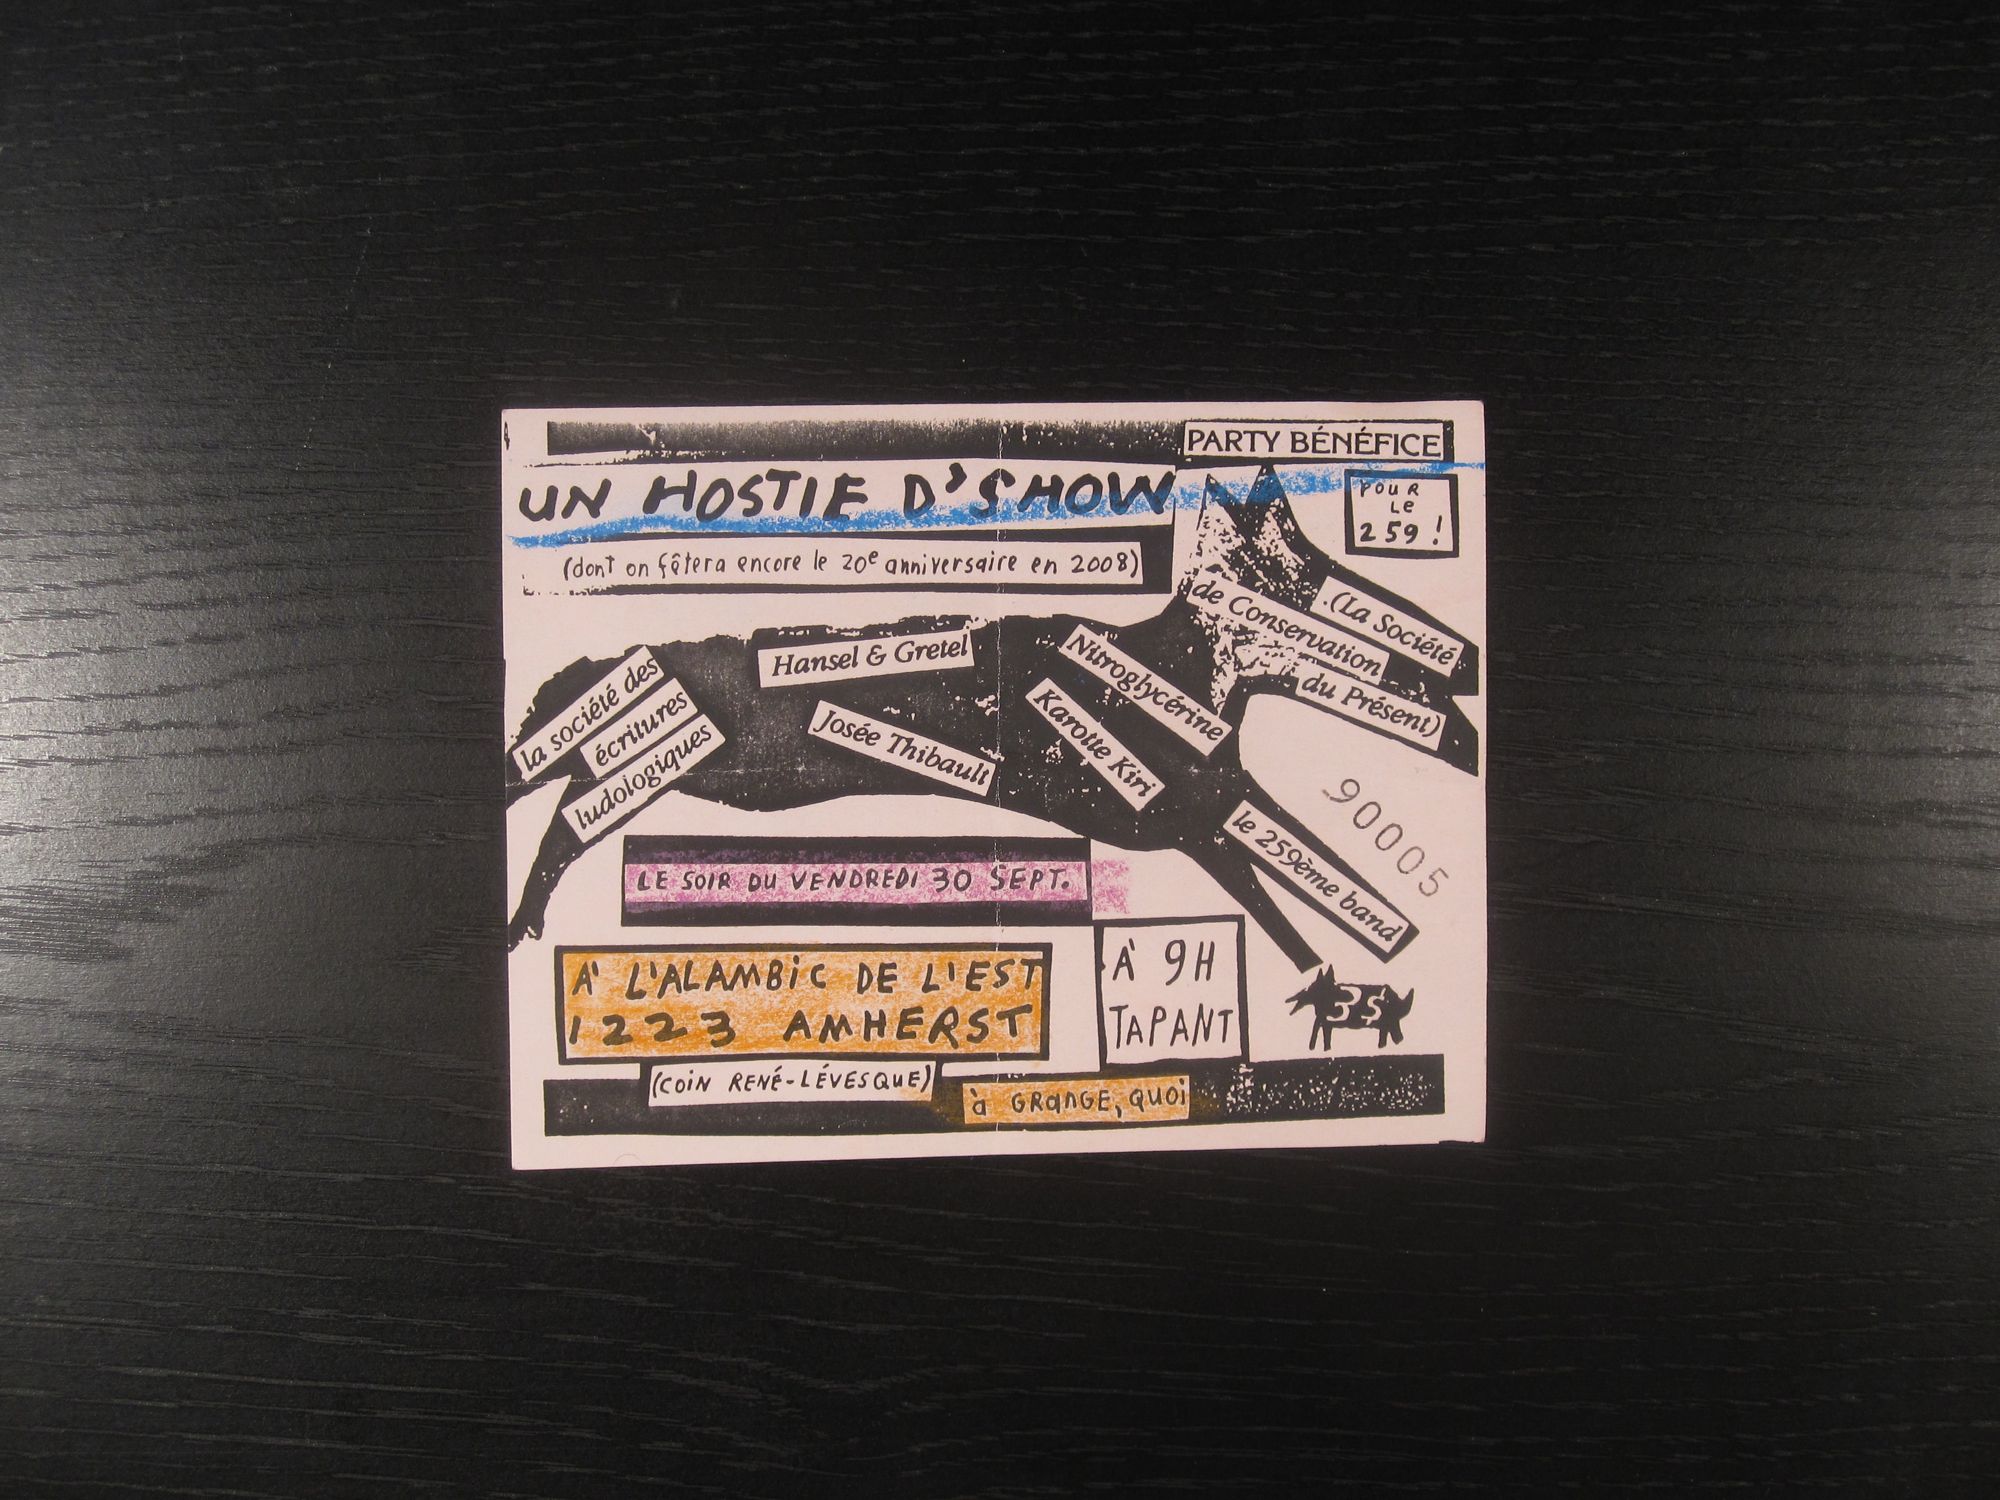 PARTY BÉNÉFICE
UN HOSTIE D'SHOW
POUR
LE
259!
(dont on fêtera encore le 20e anniversaire en 2008)
.(La Société
de Conservation
du Présent)
Hansel & Gretel
Nitroglycérine
la société des
écritures
ludologiques
Josée Thibault
Karotte Kiri
90005
le 259ème band
LE SOIR DU VENDREDI 30 SEPT.
À L'ALAMBIC DE L'EST
1223 AMHERST
À 9H
TAPANT
3$
(COIN RENÉ-LÉVESQUE)
à GRANGE, QUOI